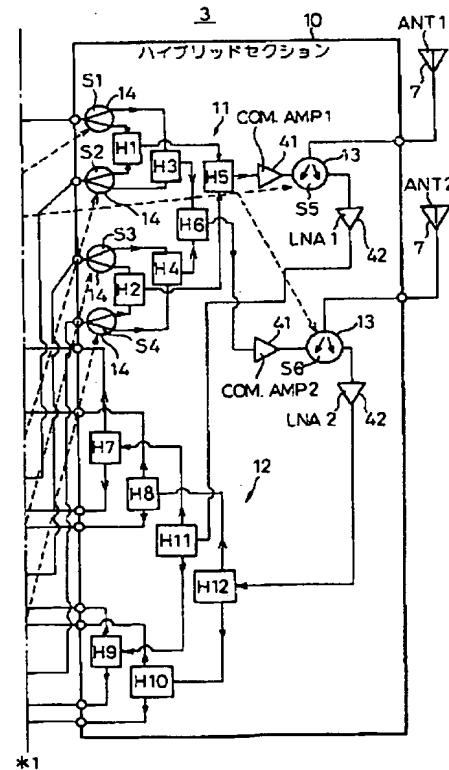 3
10
ANT1
ハイブリッドセクション
S1
14
11
COM. AMP1
7
H1
41
13
S2
H3
H5
ANT2
14
S5
S3
H6
LNA 1
7
H4
42
14
H2
41
13
14
S4
COM. AMP2
S6
LNA 2
42
H7
12
H8
H11
H12
H9
H10
*1